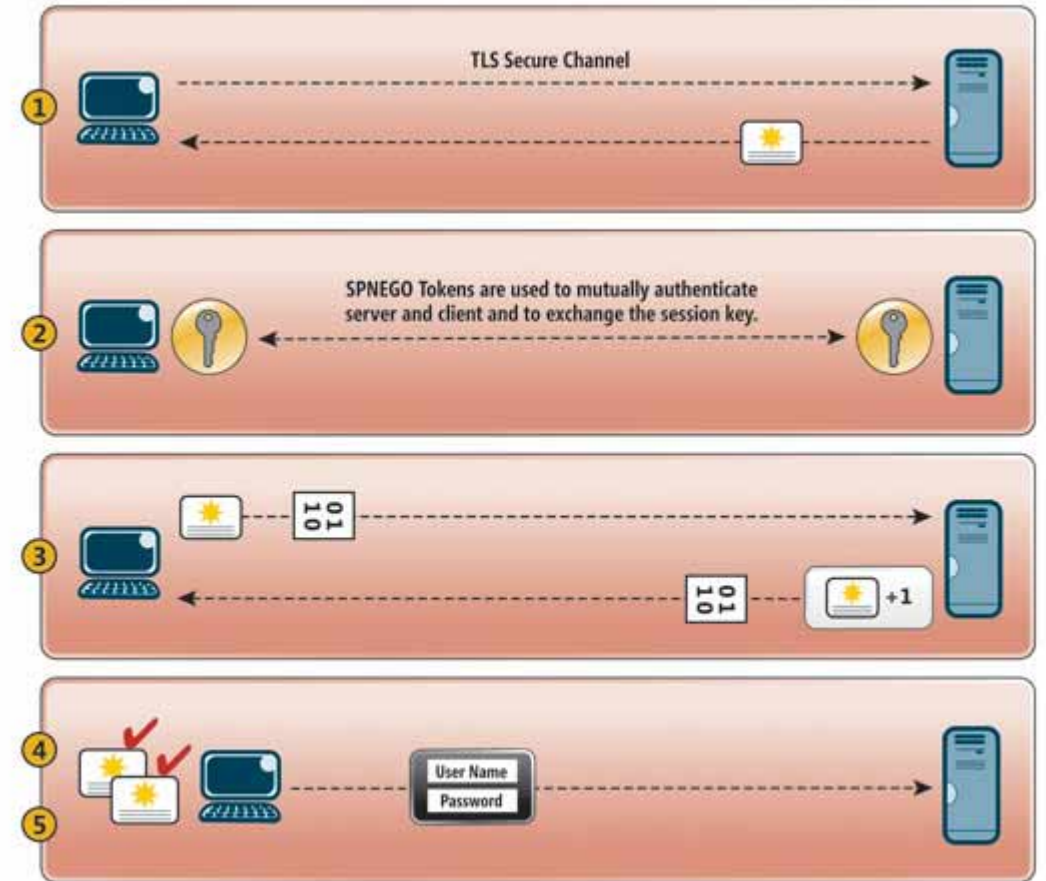 TLS Secure Channel
1
SPNEGO Tokens are used to mutually authenticate
server and client and to exchange the session key.
2
01
10
3
01
10
+1
4
User Name
Password
5